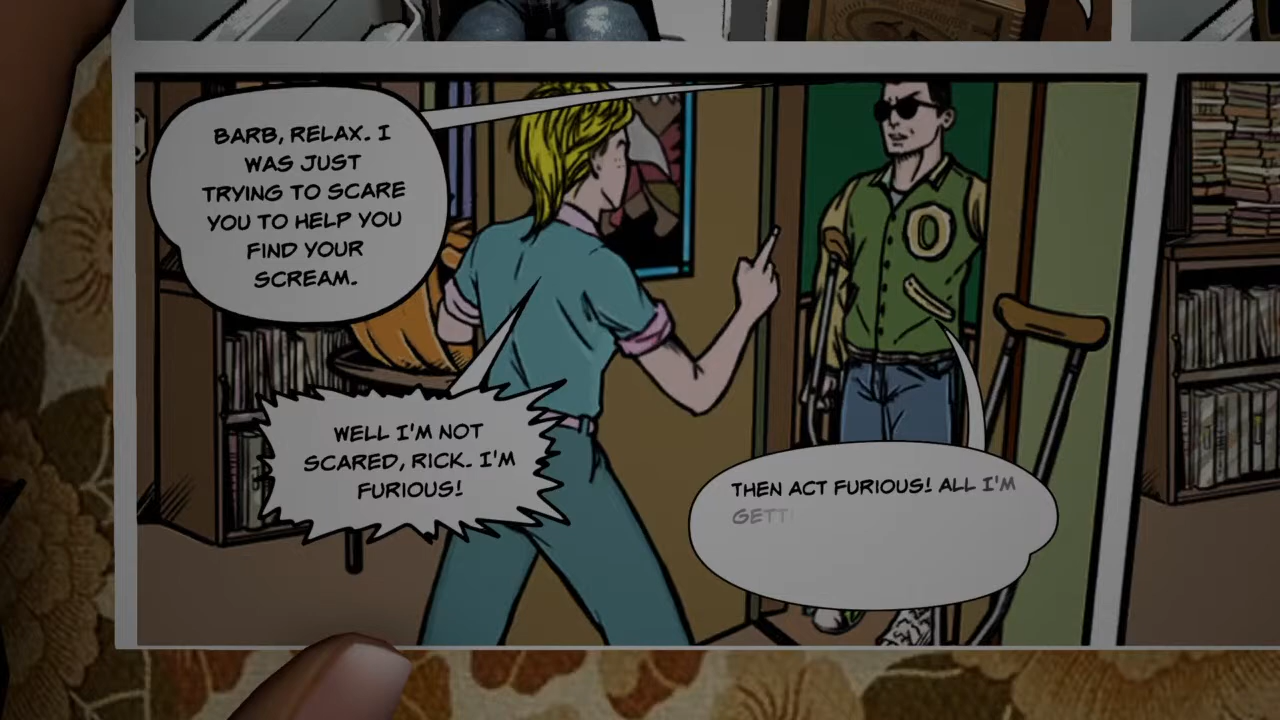 BARB, RELAX. I
WAS JUST
TRYING TO SCARE
YOU TO HELP YOU
FIND YOUR
SCREAM.
WELL I'M NOT
SCARED, RICK. I'M
FURIOUS!
O
THEN ACT FURIOUS! ALL I'M
GETTI